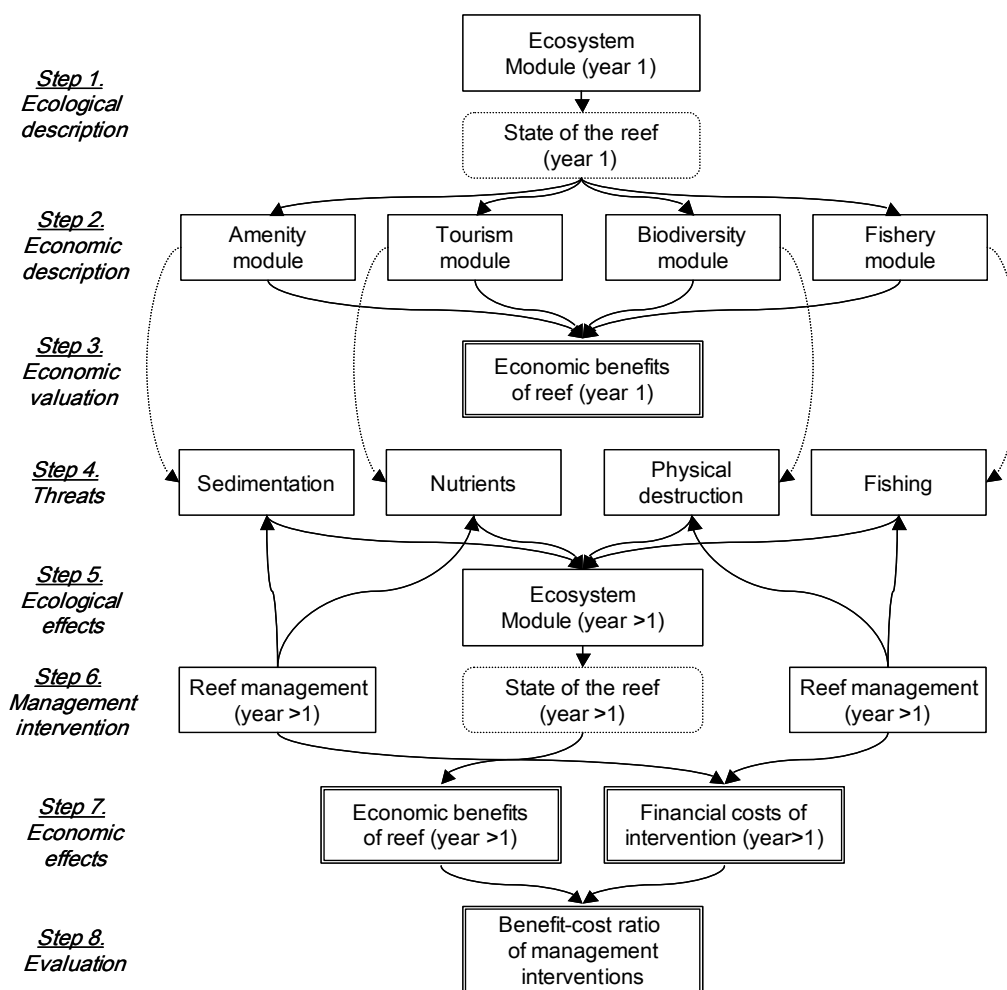 Ecosystem
Module (year 1)
Step 1.
Ecological
description
State of the reef
(year 1)
Step 2.
Economic
description
Amenity
module
Tourism
module
Biodiversity
module
Fishery
module
Step 3.
Economic
valuation
Economic benefits
of reef (year 1)
Step 4.
Threats
Sedimentation
Nutrients
Physical
destruction
Fishing
Step 5.
Ecological
effects
Ecosystem
Module (year >1)
Step 6.
Management
intervention
Reef management
(year >1)
State of the reef
(year >1)
Reef management
(year >1)
Step 7.
Economic
effects
Economic benefits
of reef (year >1)
Financial costs of
intervention (year>1)
Step 8.
Evaluation
Benefit-cost ratio
of management
interventions